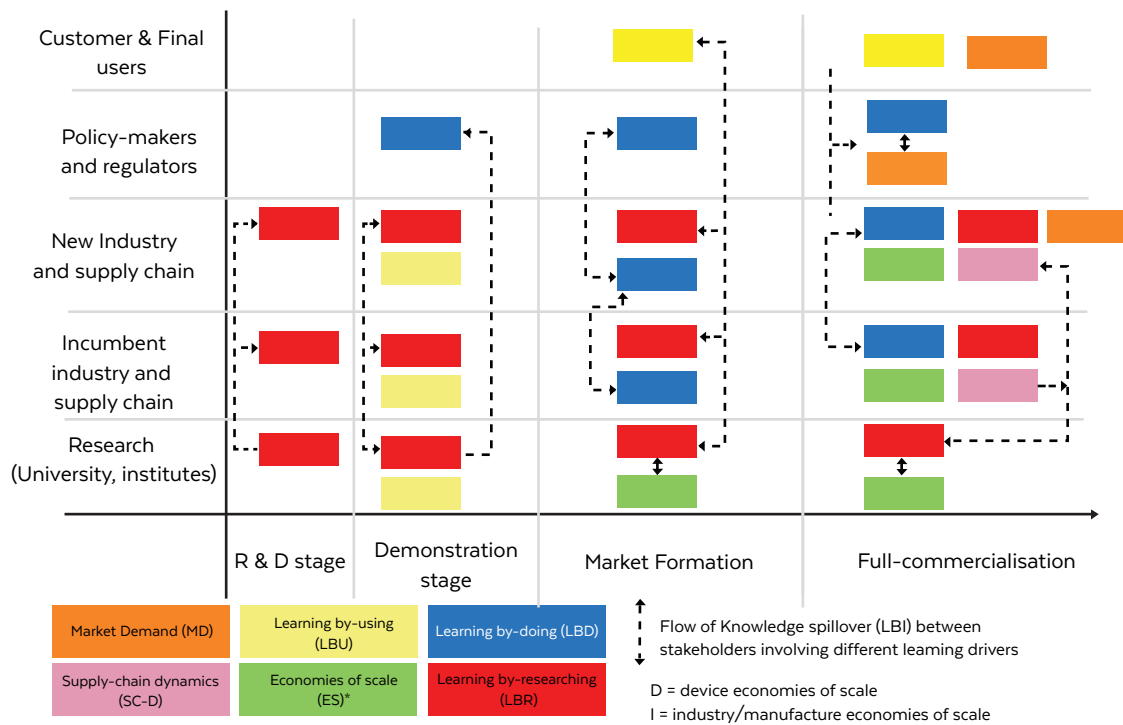 Customer & Final
users
Policy-makers
and regulators
New Industry
and supply chain
Incumbent
industry and
supply chain
Research
(University, institutes)
R & D stage
Demonstration
stage
Market Formation
Full-commercialisation
Market Demand (MD)
Learning by-using
(LBU)
Learning by-doing (LBD)
Supply-chain dynamics
(SC-D)
Economies of scale
(ES)*
Learning by-researching
(LBR)
Flow of Knowledge spillover (LBI) between
stakeholders involving different learning drivers
D = device economies of scale
I = industry/manufacture economies of scale